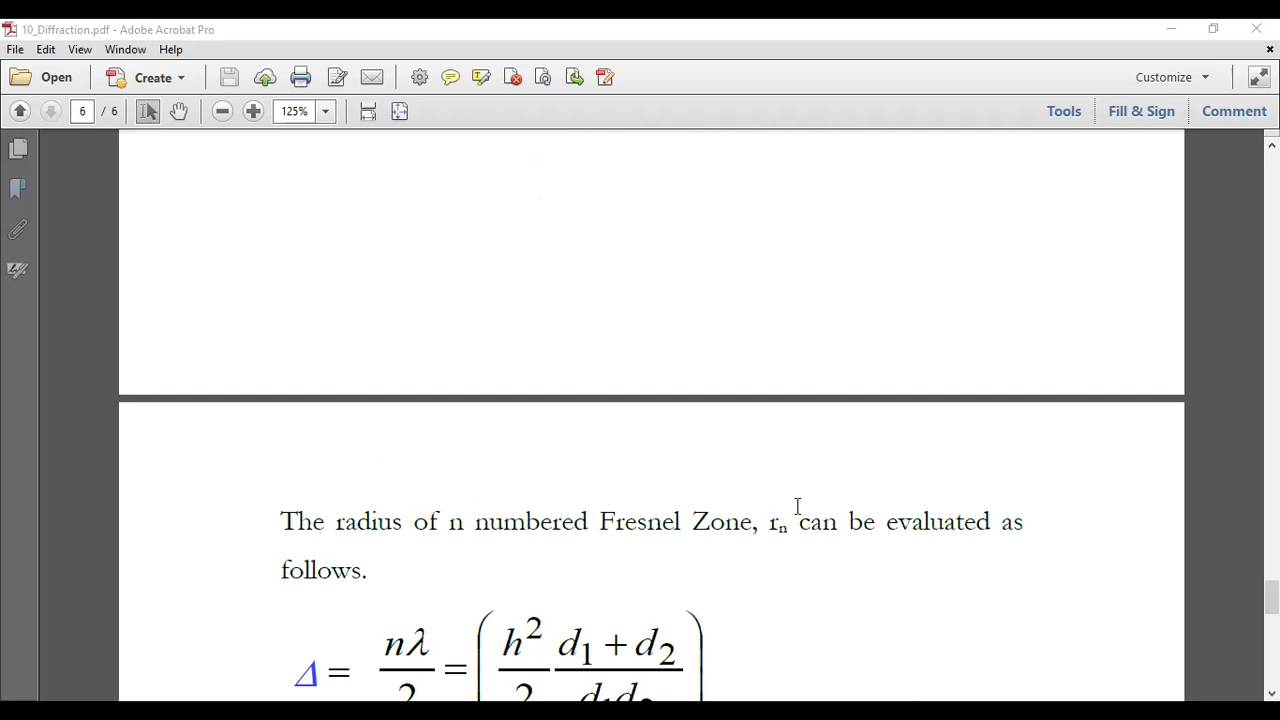 10_Diffraction.pdf - Adobe Acrobat Pro
File Edit View Window Help
Open Create Customize
6 / 6 125% Tools Fill & Sign Comment
The radius of n numbered Fresnel Zone, rₙ can be evaluated as
follows.
Δ = nλ/2 = (h²/2 d₁ + d₂/d₁d₂)